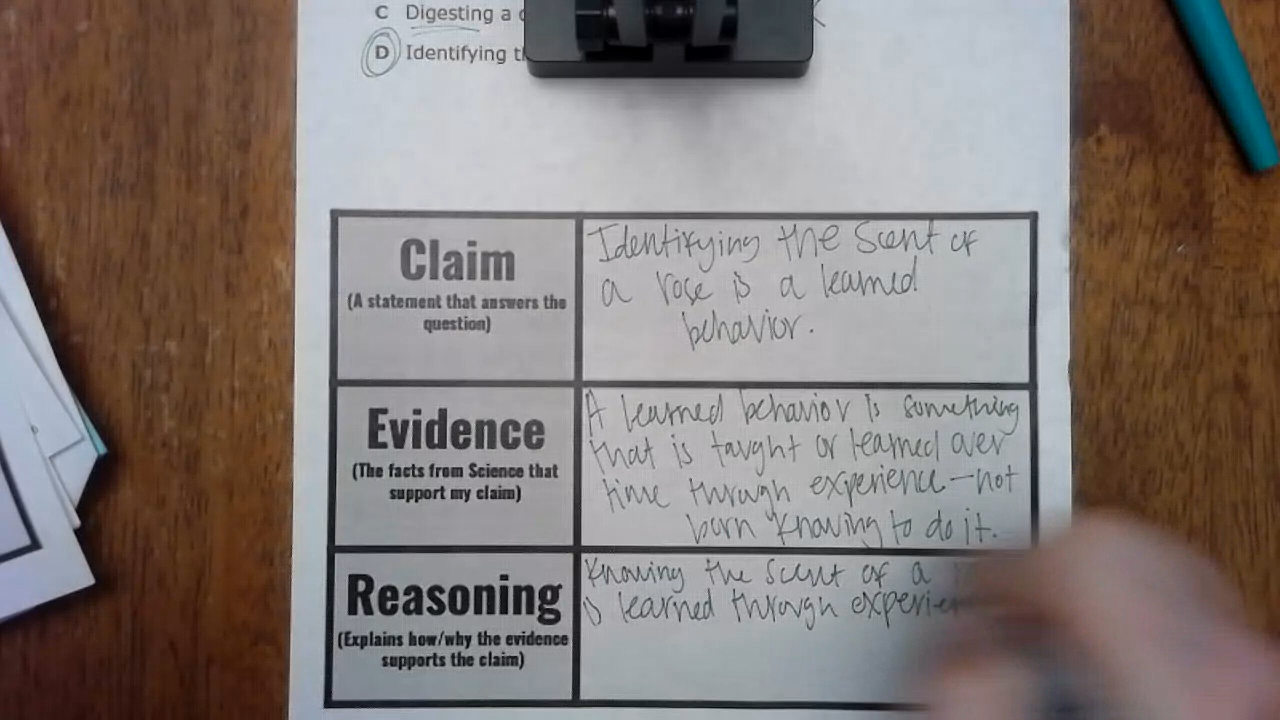 C Digesting a
D Identifying
Claim
(A statement that answers the
question)
Identifying the scent of
a rose is a learned
behavior.
Evidence
(The facts from Science that
support my claim)
A learned behavior is something
that is taught or learned over
time through experience-not
born knowing to do it.
Reasoning
(Explains how/why the evidence
supports the claim)
Knowing the scent of a
is learned through